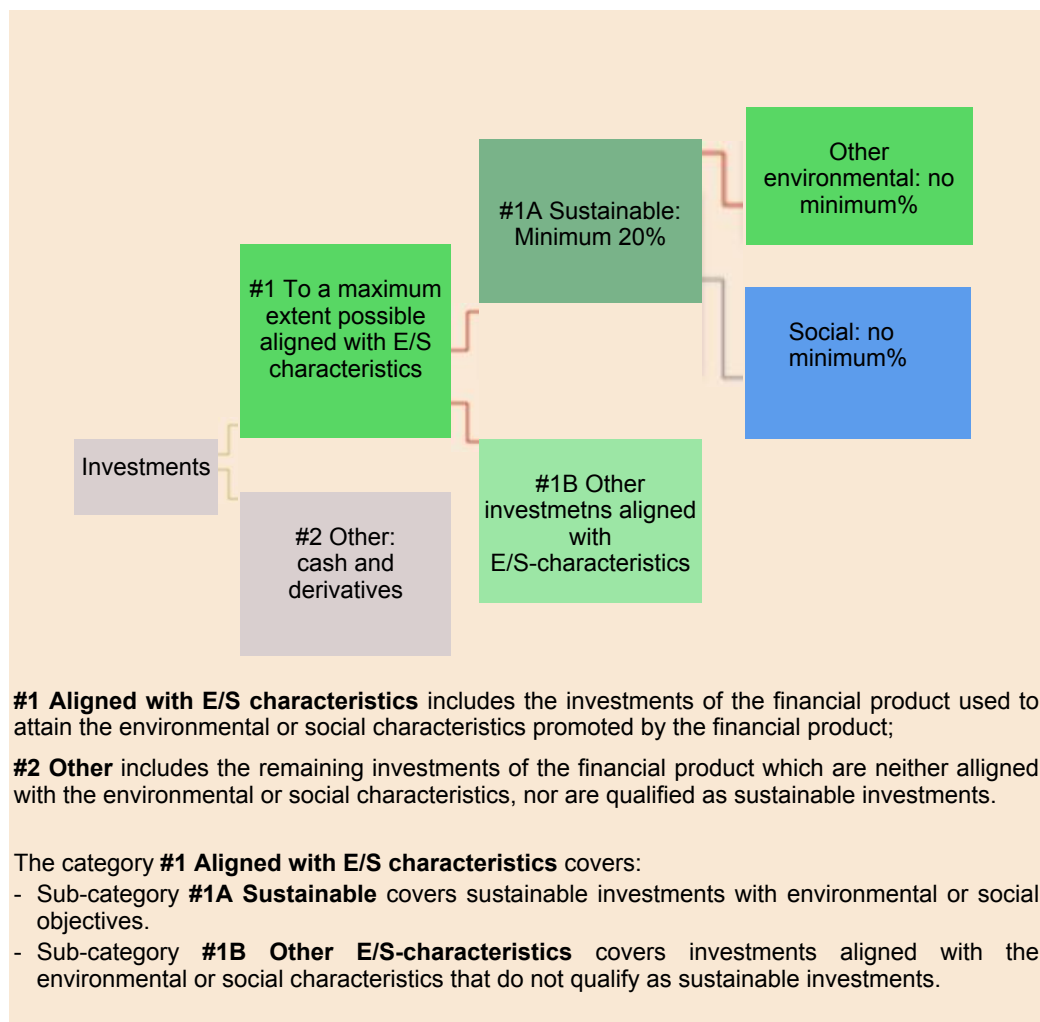 Other
environmental: no
minimum%
#1A Sustainable:
Minimum 20%
#1 To a maximum
extent possible
aligned with E/S
characteristics
Social: no
minimum%
Investments
#1B Other
investmetns aligned
with
E/S-characteristics
#2 Other:
cash and
derivatives
#1 Aligned with E/S characteristics includes the investments of the financial product used to
attain the environmental or social characteristics promoted by the financial product;
#2 Other includes the remaining investments of the financial product which are neither alligned
with the environmental or social characteristics, nor are qualified as sustainable investments.
The category #1 Aligned with E/S characteristics covers:
- Sub-category #1A Sustainable covers sustainable investments with environmental or social
objectives.
- Sub-category #1B Other E/S-characteristics covers investments aligned with the
environmental or social characteristics that do not qualify as sustainable investments.